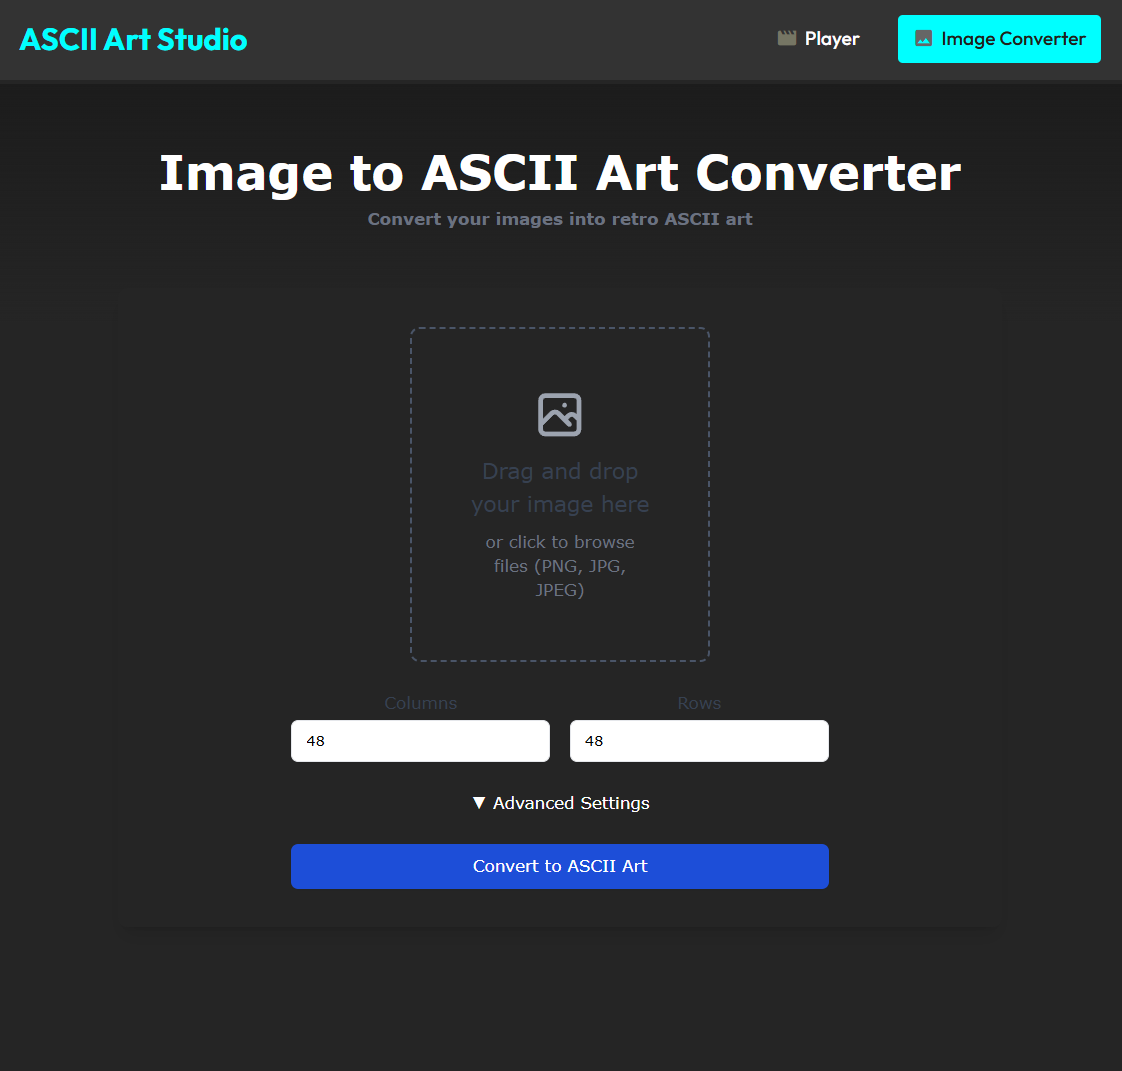 ASCII Art Studio
Player
Image Converter
Image to ASCII Art Converter
Convert your images into retro ASCII art
Drag and drop
your image here
or click to browse
files (PNG, JPG,
JPEG)
Columns
Rows
48
48
▼ Advanced Settings
Convert to ASCII Art